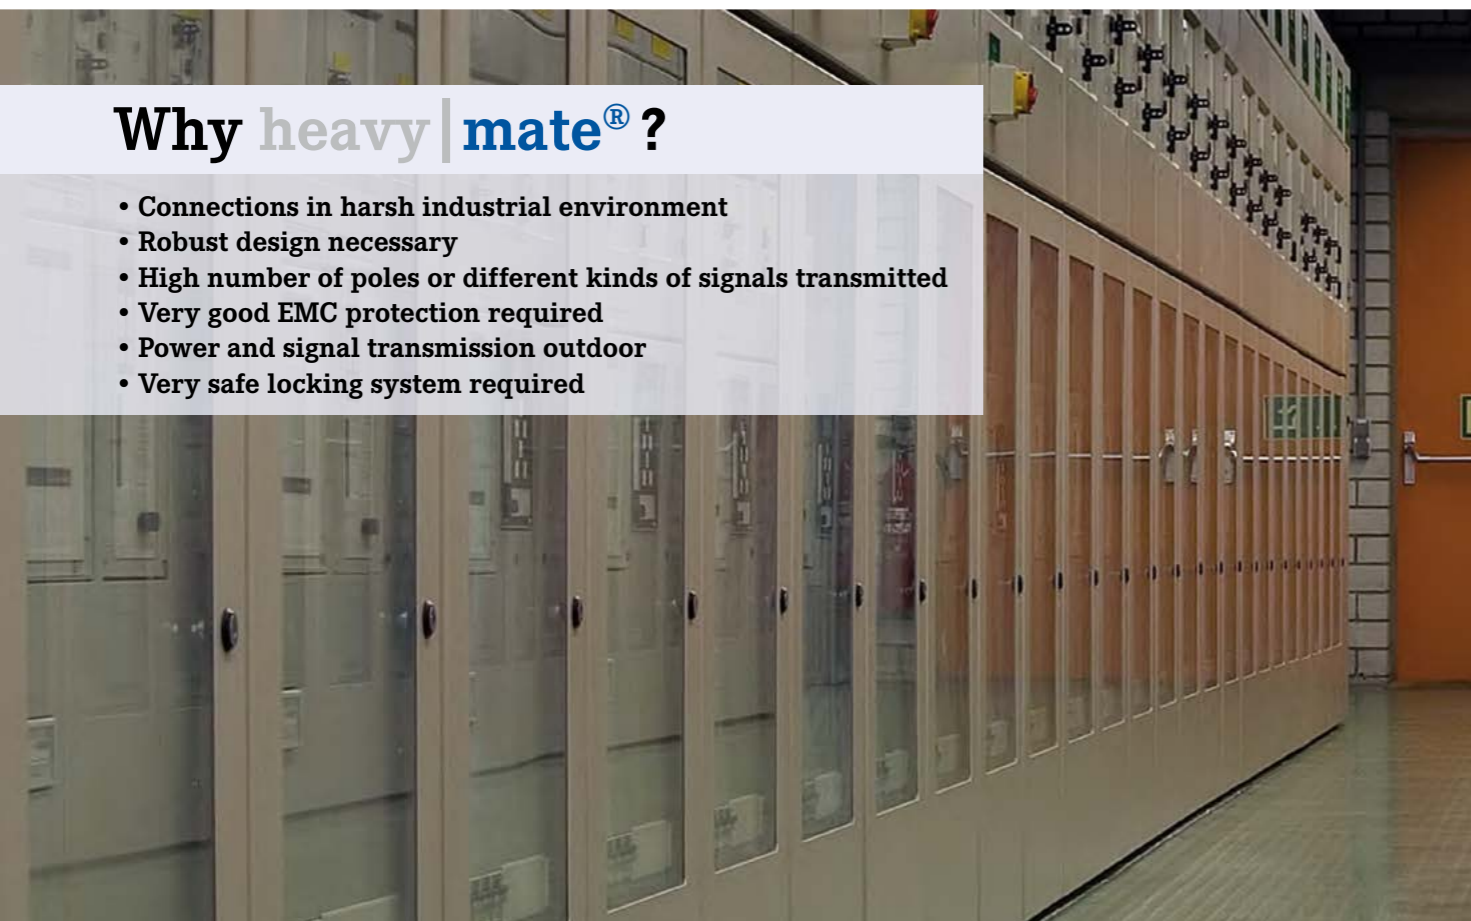 Why heavy|mate® ?
• Connections in harsh industrial environment
• Robust design necessary
• High number of poles or different kinds of signals transmitted
• Very good EMC protection required
• Power and signal transmission outdoor
• Very safe locking system required